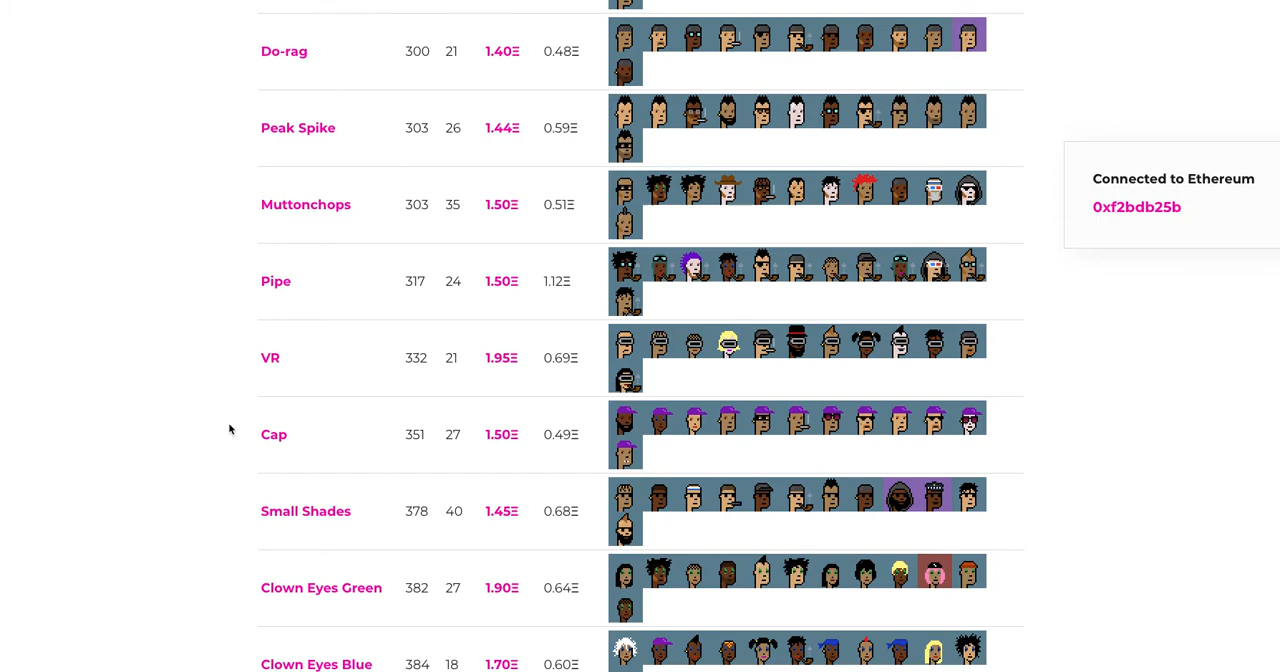 Do-rag 300 21 1.40Ξ 0.48Ξ
Peak Spike 303 26 1.44Ξ 0.59Ξ
Connected to Ethereum
0xf2bdb25b
Muttonchops 303 35 1.50Ξ 0.51Ξ
Pipe 317 24 1.50Ξ 1.12Ξ
VR 332 21 1.95Ξ 0.69Ξ
Cap 351 27 1.50Ξ 0.49Ξ
Small Shades 378 40 1.45Ξ 0.68Ξ
Clown Eyes Green 382 27 1.90Ξ 0.64Ξ
Clown Eyes Blue 384 18 1.70Ξ 0.60Ξ